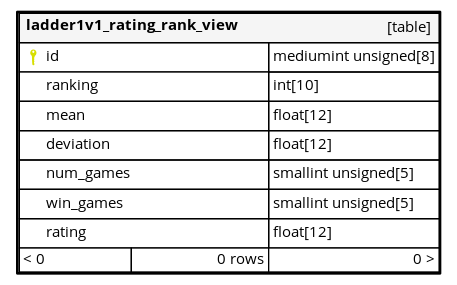 ladder1v1_rating_rank_view [table]
id mediumint unsigned[8]
ranking int[10]
mean float[12]
deviation float[12]
num_games smallint unsigned[5]
win_games smallint unsigned[5]
rating float[12]
< 0 0 rows 0 >